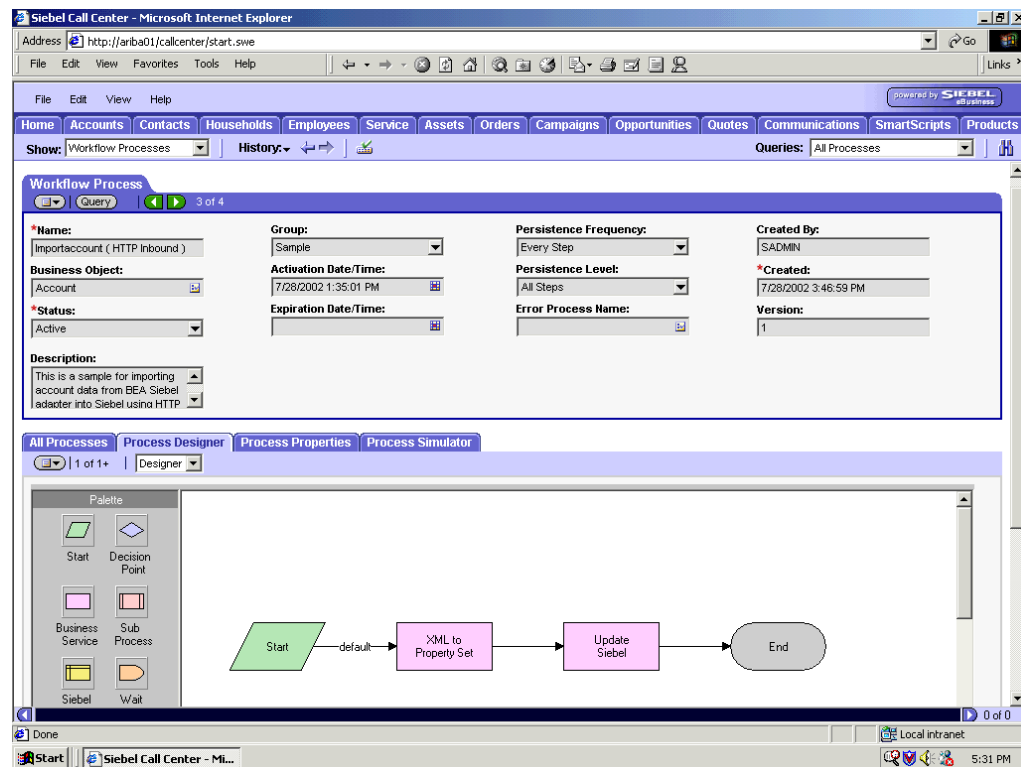 Siebel Call Center - Microsoft Internet Explorer
Address http://ariba01/callcenter/start.swe Go
File Edit View Favorites Tools Help Links
File Edit View Help powered by SIEBEL eBusiness
Home Accounts Contacts Households Employees Service Assets Orders Campaigns Opportunities Quotes Communications SmartScripts Products
Show: Workflow Processes History: Queries: All Processes
Workflow Process
Query 3 of 4
*Name: Group: Persistence Frequency: Created By:
Importaccount ( HTTP Inbound ) Sample Every Step SADMIN
Business Object: Activation Date/Time: Persistence Level: *Created:
Account 7/28/2002 1:35:01 PM All Steps 7/28/2002 3:46:59 PM
*Status: Expiration Date/Time: Error Process Name: Version:
Active 1
Description:
This is a sample for importing
account data from BEA Siebel
adapter into Siebel using HTTP
All Processes Process Designer Process Properties Process Simulator
1 of 1+ Designer
Palette
Start Decision
Point
Business Sub
Service Process
Siebel Wait
Start default XML to
Property Set Update
Siebel End
0 of 0
Done Local intranet
Start Siebel Call Center - Mi... 5:31 PM